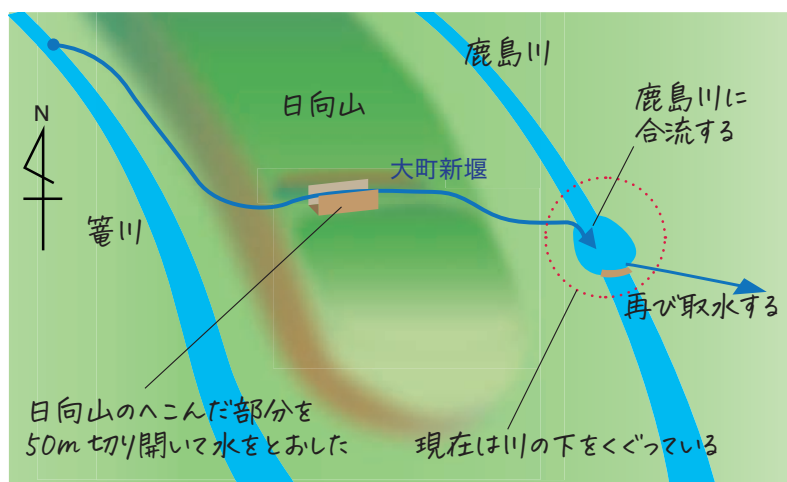 鹿島川
日向山
鹿島川に
合流する
N
大町新堰
篭川
再び取水する
日向山のへこんだ部分を
50m切り開いて水をとおした
現在は川の下をくぐっている